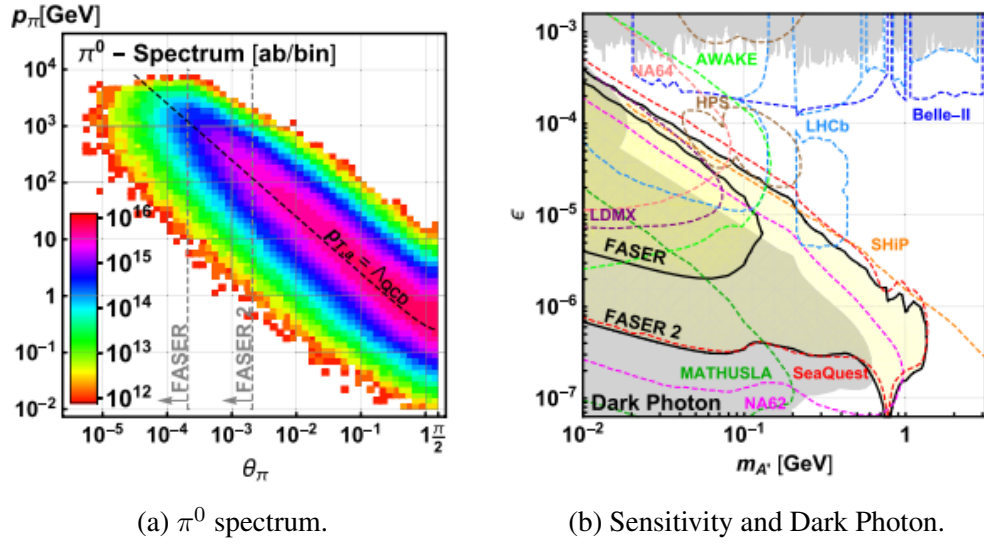 p_π[GeV]
π⁰ – Spectrum [ab/bin]
10⁴
10³
10²
10
1
10⁻¹
10⁻²
10¹⁶
10¹⁵
10¹⁴
10¹³
10¹²
p_{T,a} = Λ_QCD
FASER
FASER 2
10⁻⁵
10⁻⁴
10⁻³
10⁻²
10⁻¹
1
π/2
θ_π
(a) π⁰ spectrum.
10⁻³
10⁻⁴
10⁻⁵
10⁻⁶
10⁻⁷
ϵ
AWAKE
NA64
HPS
LHCb
Belle–II
LDMX
FASER
SHiP
FASER 2
MATHUSLA
SeaQuest
NA62
Dark Photon
10⁻²
10⁻¹
1
m_A' [GeV]
(b) Sensitivity and Dark Photon.